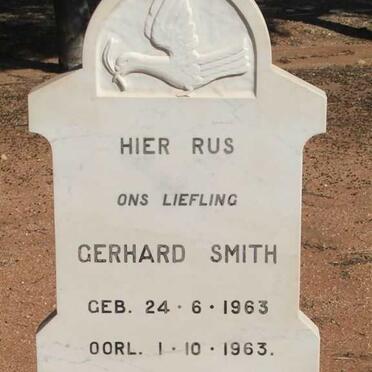 HIER RUS
ONS LIEFLING
GERHARD SMITH
GEB. 24·6·1963
OORL. 1·10·1963.